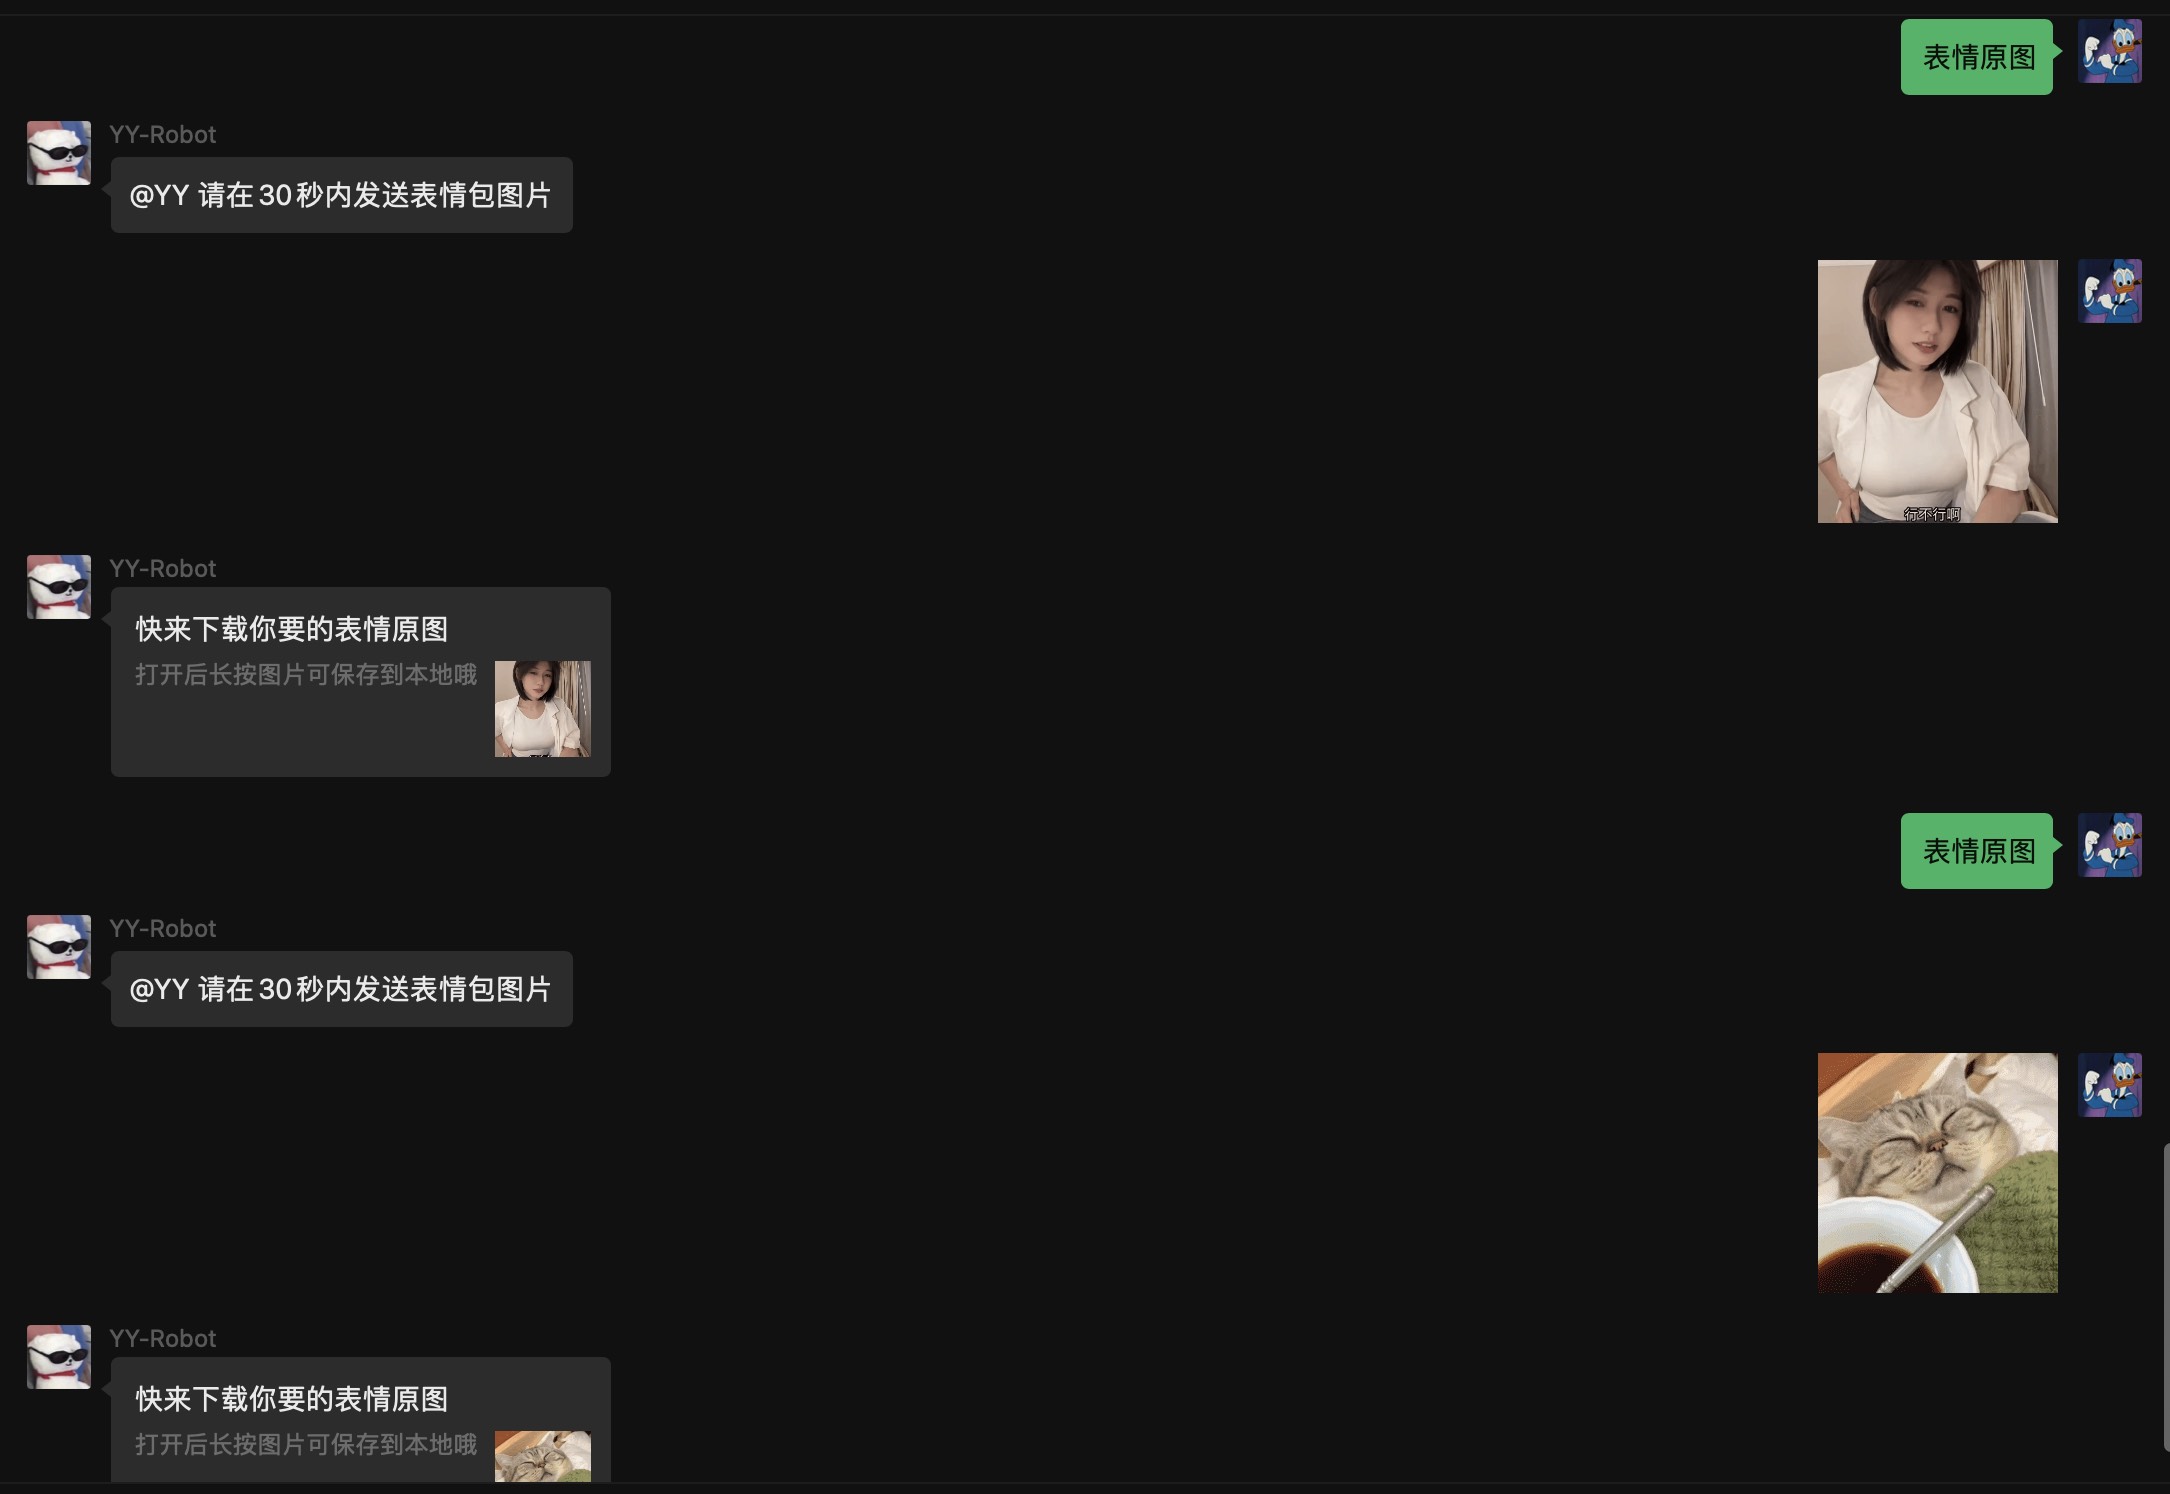 表情原图
YY-Robot
@YY 请在30秒内发送表情包图片
行不行啊
YY-Robot
快来下载你要的表情原图
打开后长按图片可保存到本地哦
表情原图
YY-Robot
@YY 请在30秒内发送表情包图片
YY-Robot
快来下载你要的表情原图
打开后长按图片可保存到本地哦